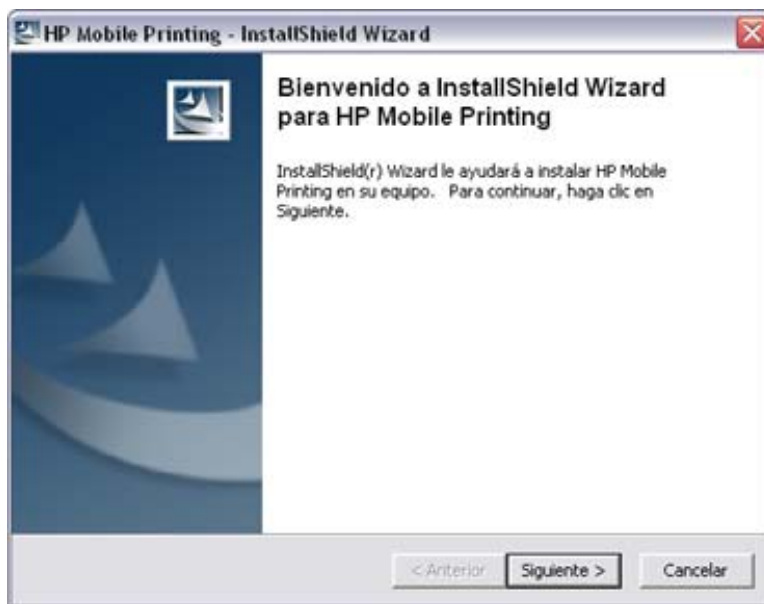 HP Mobile Printing - InstallShield Wizard
Bienvenido a InstallShield Wizard
para HP Mobile Printing
InstallShield(r) Wizard le ayudará a instalar HP Mobile
Printing en su equipo. Para continuar, haga clic en
Siguiente.
< Anterior Siguiente > Cancelar